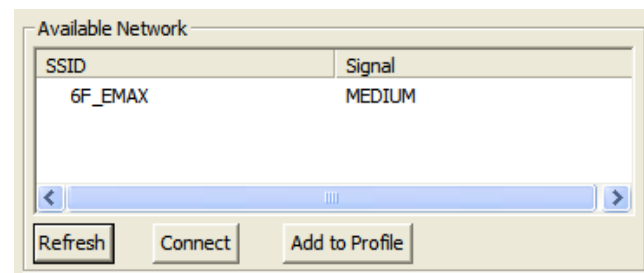 Available Network
SSID Signal
6F_EMAX MEDIUM
Refresh Connect Add to Profile